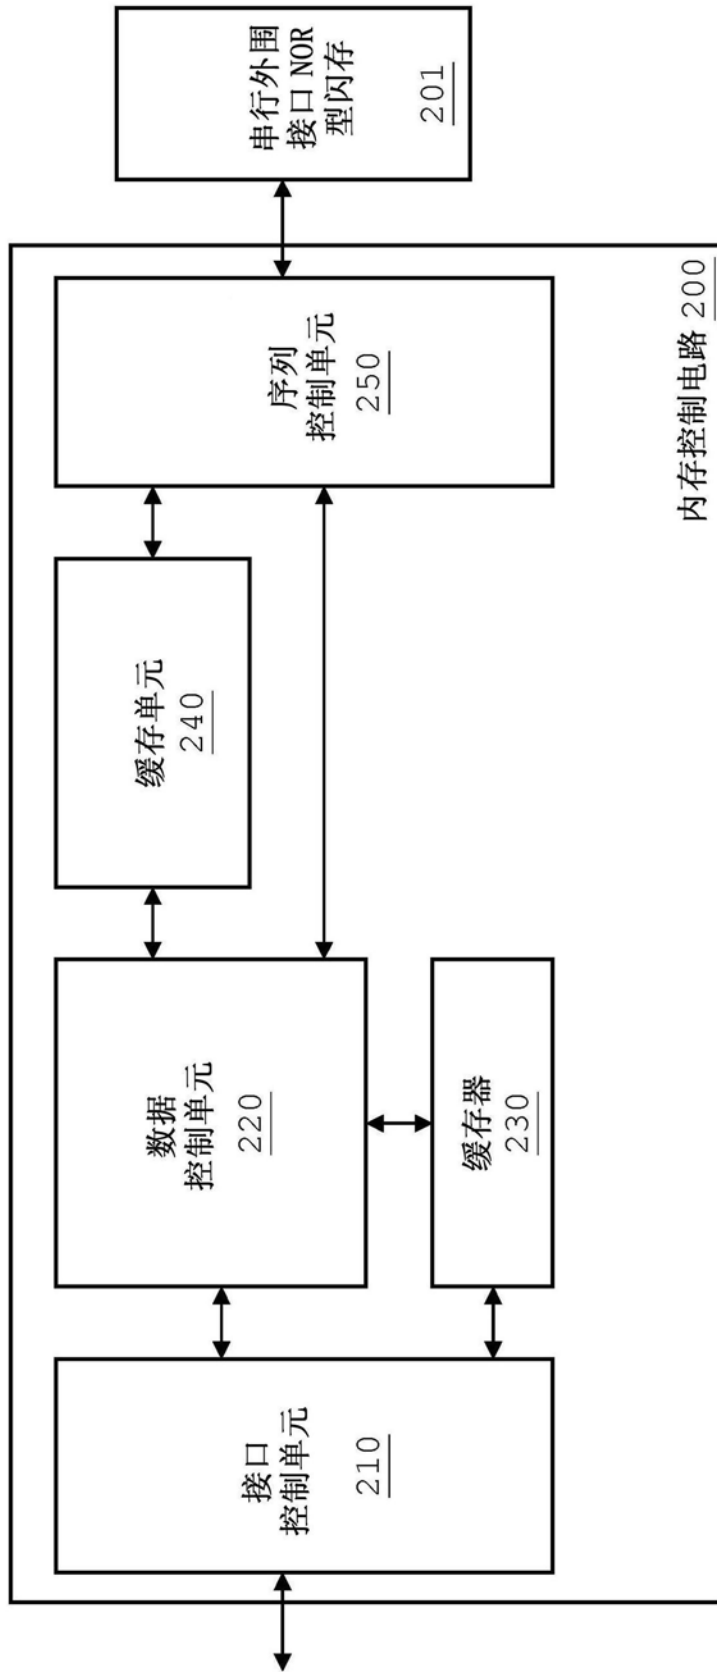 接口
控制单元
210
数据
控制单元
220
缓存器
230
缓存单元
240
序列
控制单元
250
串行外围
接口 NOR
型闪存
201
内存控制电路 200